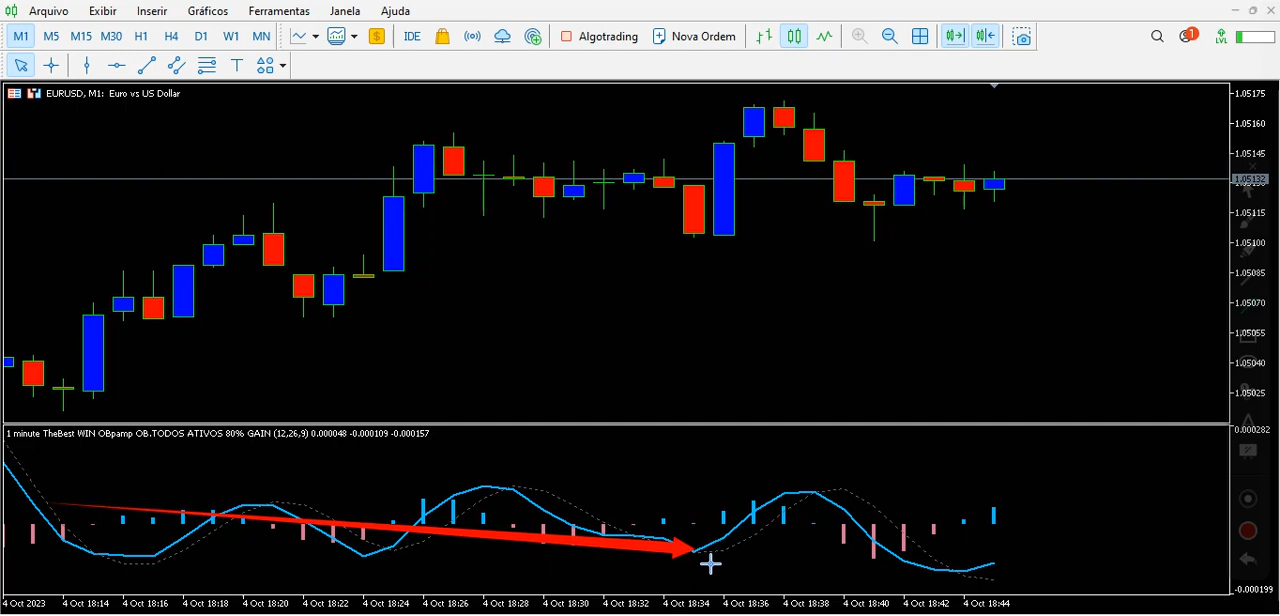 Arquivo Exibir Inserir Gráficos Ferramentas Janela Ajuda
M1 M5 M15 M30 H1 H4 D1 W1 MN $ IDE Algotrading Nova Ordem 1 LVL
T
EURUSD, M1: Euro vs US Dollar
1.05175
1.05160
1.05145
1.05132
1.05115
1.05100
1.05085
1.05070
1.05055
1.05040
1.05025
1 minute TheBest WIN OBpamp OB.TODOS ATIVOS 80% GAIN (12,26,9) 0.000048 -0.000109 -0.000157
0.000282
-0.000199
4 Oct 2023 4 Oct 18:14 4 Oct 18:16 4 Oct 18:18 4 Oct 18:20 4 Oct 18:22 4 Oct 18:24 4 Oct 18:26 4 Oct 18:28 4 Oct 18:30 4 Oct 18:32 4 Oct 18:34 4 Oct 18:36 4 Oct 18:38 4 Oct 18:40 4 Oct 18:42 4 Oct 18:44